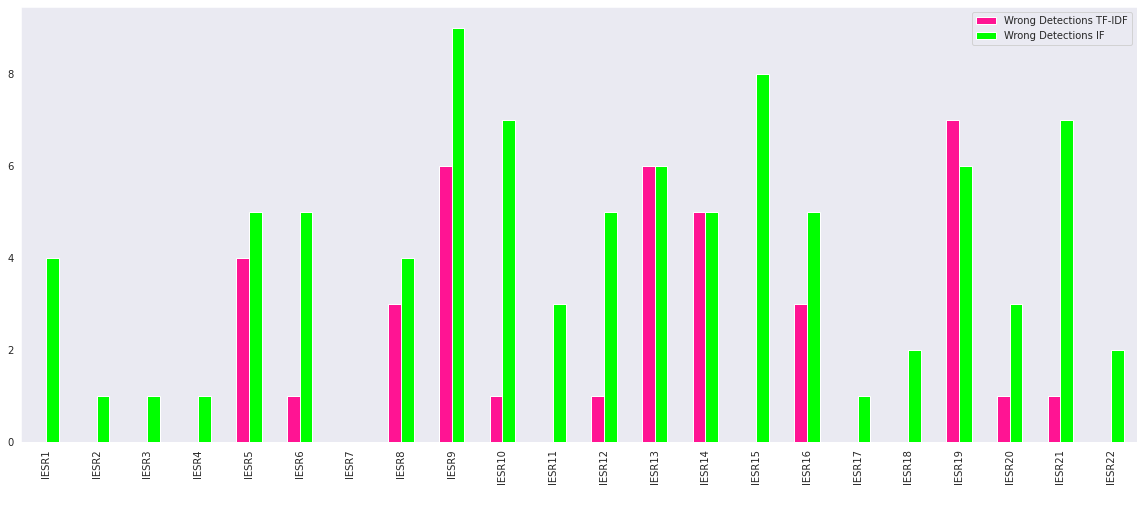 Wrong Detections TF-IDF
Wrong Detections IF
8
6
4
2
0
IESR1
IESR2
IESR3
IESR4
IESR5
IESR6
IESR7
IESR8
IESR9
IESR10
IESR11
IESR12
IESR13
IESR14
IESR15
IESR16
IESR17
IESR18
IESR19
IESR20
IESR21
IESR22